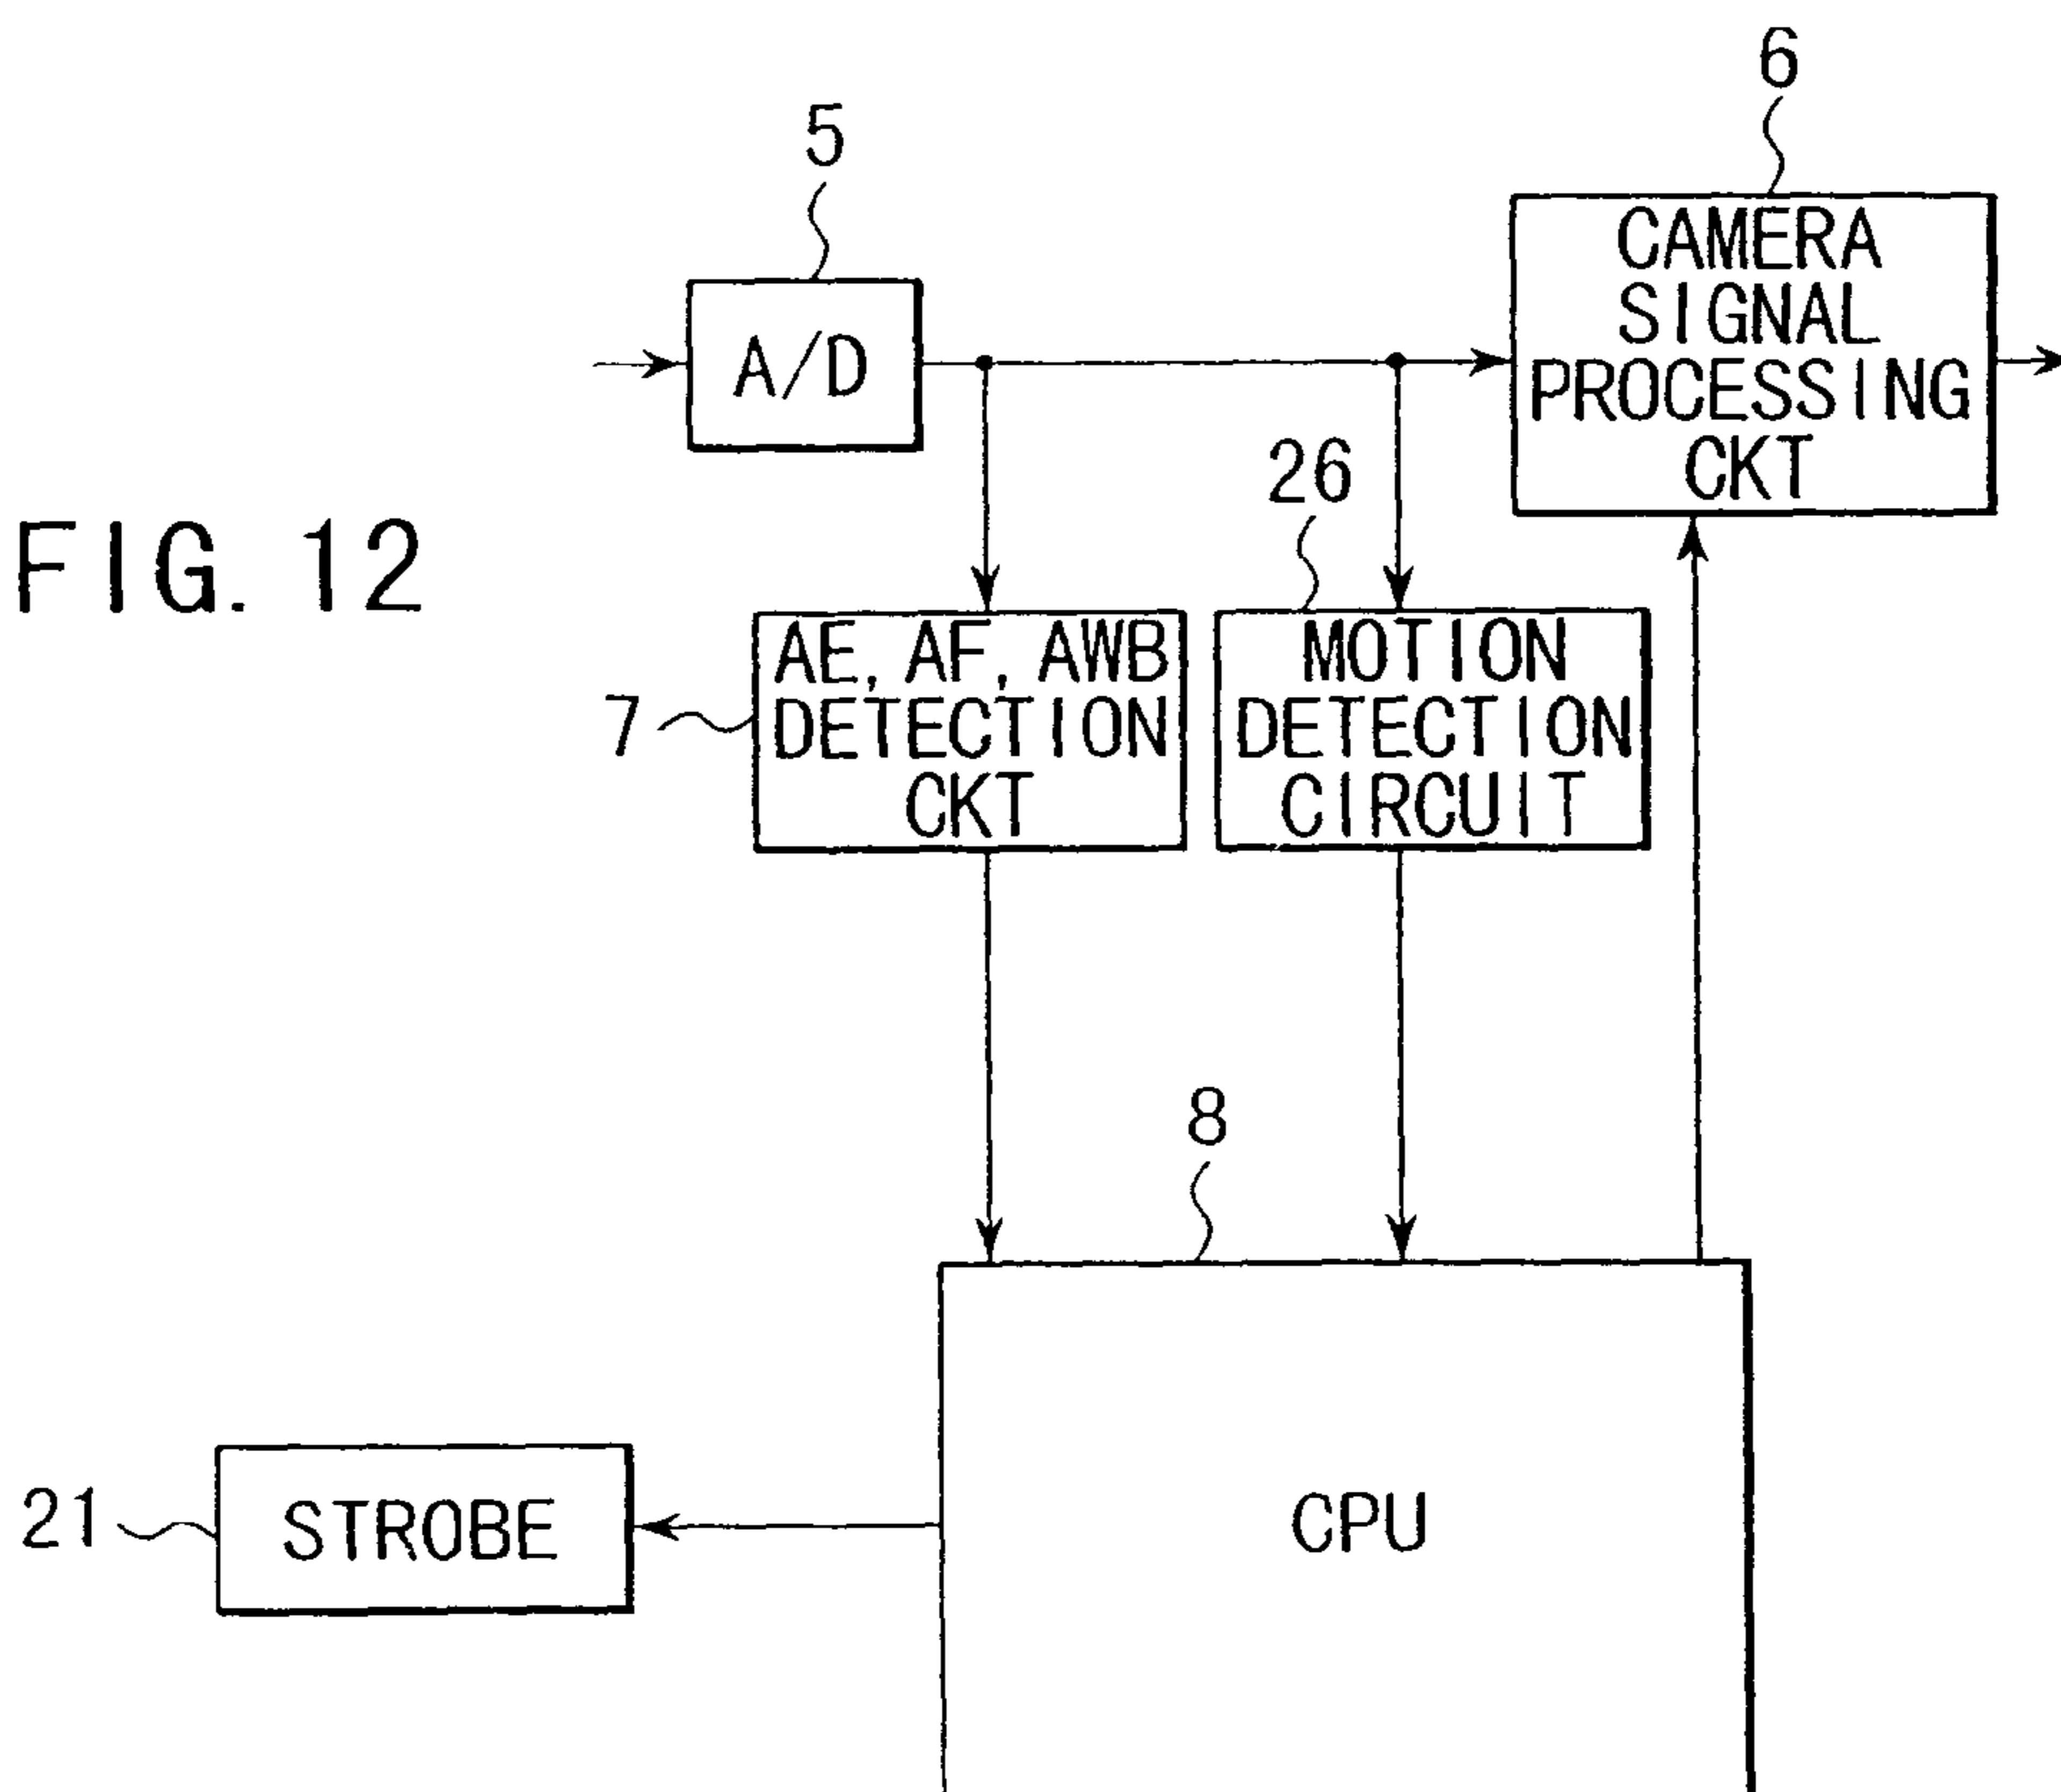 6
5
CAMERA
SIGNAL
PROCESSING
CKT
A/D
26
FIG. 12
AE, AF, AWB
DETECTION
CKT
7
MOTION
DETECTION
CIRCUIT
8
CPU
21
STROBE